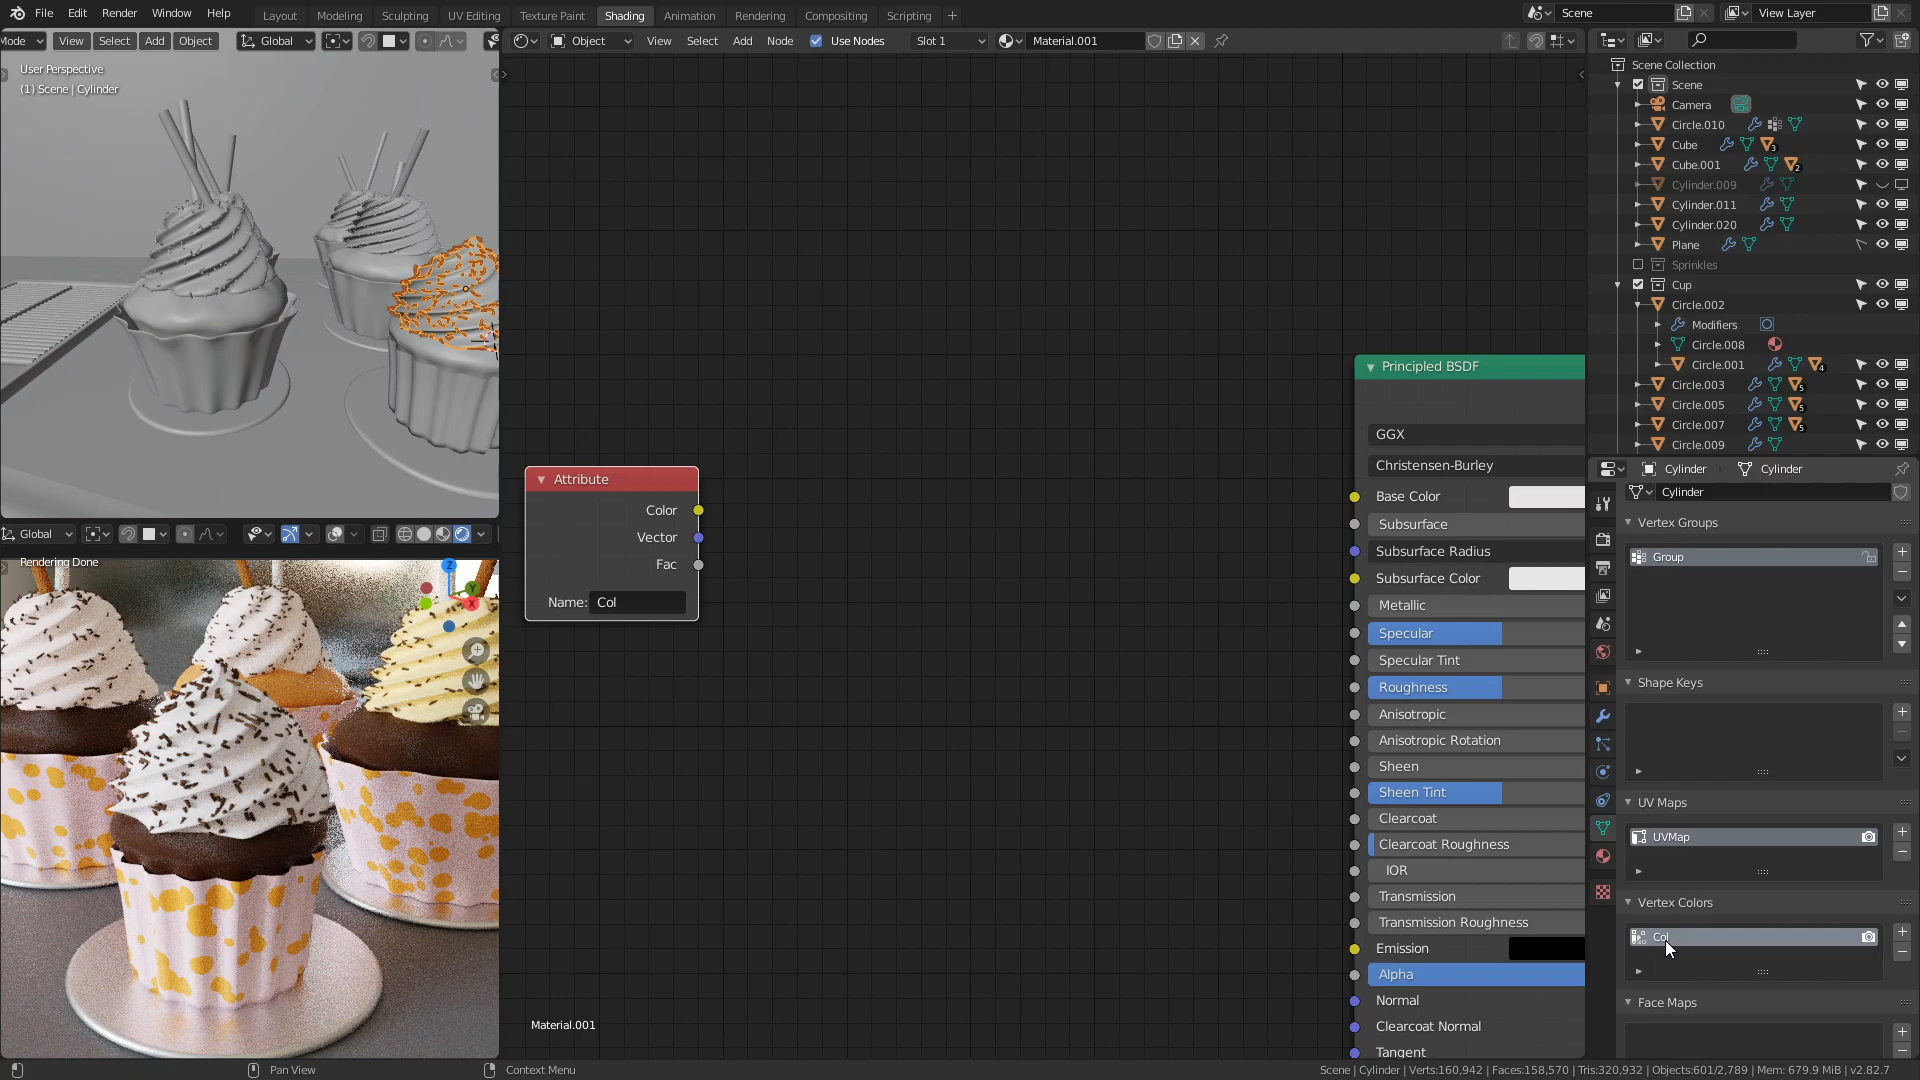 File Edit Render Window Help
Layout Modeling Sculpting UV Editing Texture Paint Shading Animation Rendering Compositing Scripting +
Scene
View Layer
Mode View Select Add Object Global
Object View Select Add Node Use Nodes Slot 1 Material.001
User Perspective
(1) Scene | Cylinder
Global
Rendering Done
Z
Y
X
Attribute
Color
Vector
Fac
Name: Col
Material.001
Principled BSDF
GGX
Christensen-Burley
Base Color
Subsurface
Subsurface Radius
Subsurface Color
Metallic
Specular
Specular Tint
Roughness
Anisotropic
Anisotropic Rotation
Sheen
Sheen Tint
Clearcoat
Clearcoat Roughness
IOR
Transmission
Transmission Roughness
Emission
Alpha
Normal
Clearcoat Normal
Tangent
Scene Collection
Scene
Camera
Circle.010
Cube 3
Cube.001 2
Cylinder.009
Cylinder.011
Cylinder.020
Plane
Sprinkles
Cup
Circle.002
Modifiers
Circle.008
Circle.001 4
Circle.003 5
Circle.005 5
Circle.007 5
Circle.009
Cylinder Cylinder
Cylinder
Vertex Groups
Group
Shape Keys
UV Maps
UVMap
Vertex Colors
Col
Face Maps
Pan View
Context Menu
Scene | Cylinder | Verts:160,942 | Faces:158,570 | Tris:320,932 | Objects:601/2,789 | Mem: 679.9 MiB | v2.82.7